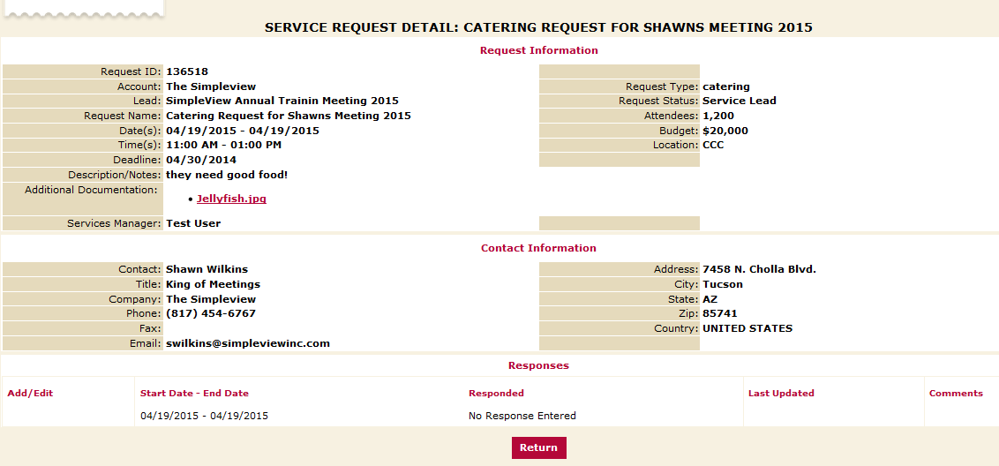 SERVICE REQUEST DETAIL: CATERING REQUEST FOR SHAWNS MEETING 2015
Request Information
Request ID: 136518
Account: The Simpleview
Request Type: catering
Lead: SimpleView Annual Trainin Meeting 2015
Request Status: Service Lead
Request Name: Catering Request for Shawns Meeting 2015
Attendees: 1,200
Date(s): 04/19/2015 - 04/19/2015
Budget: $20,000
Time(s): 11:00 AM - 01:00 PM
Location: CCC
Deadline: 04/30/2014
Description/Notes: they need good food!
Additional Documentation:
• Jellyfish.jpg
Services Manager: Test User
Contact Information
Contact: Shawn Wilkins
Address: 7458 N. Cholla Blvd.
Title: King of Meetings
City: Tucson
Company: The Simpleview
State: AZ
Phone: (817) 454-6767
Zip: 85741
Fax:
Country: UNITED STATES
Email: swilkins@simpleviewinc.com
Responses
Add/Edit Start Date - End Date Responded Last Updated Comments
04/19/2015 - 04/19/2015 No Response Entered
Return